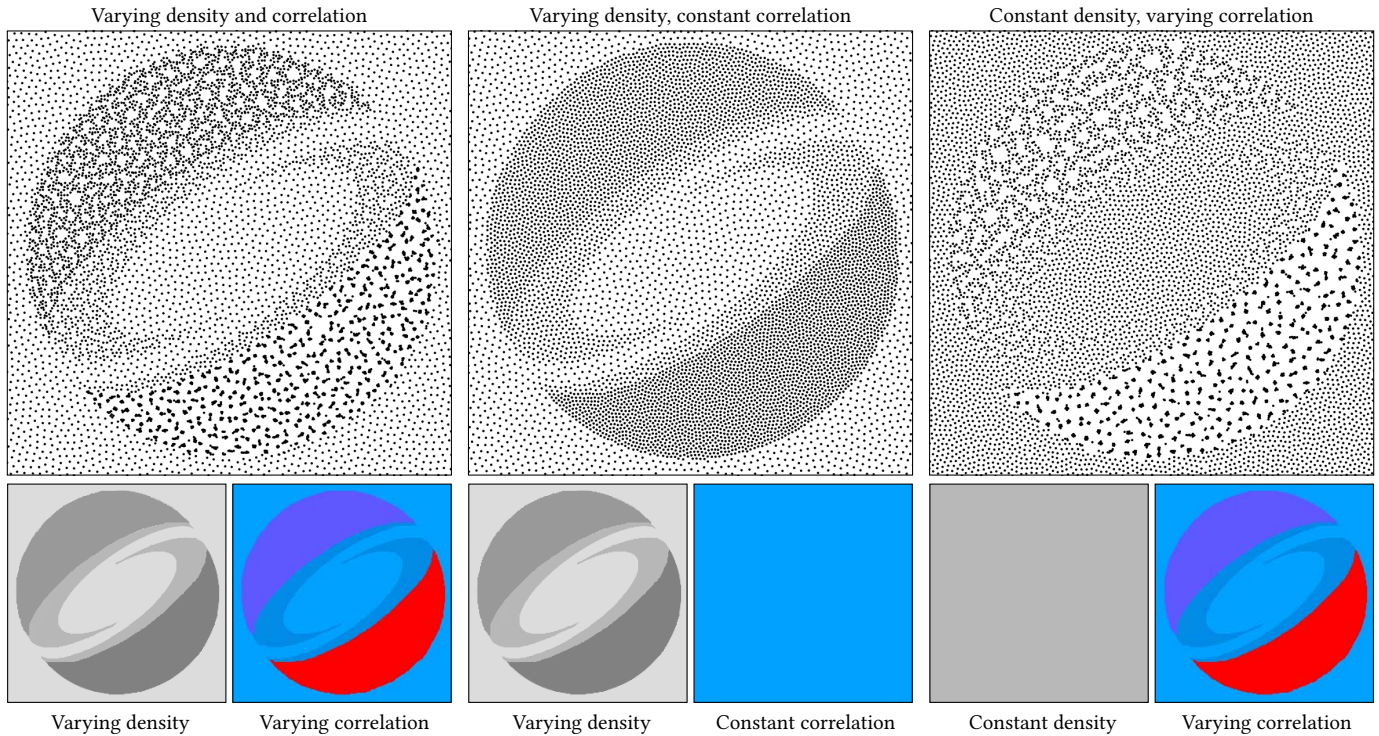 Varying density and correlation
Varying density, constant correlation
Constant density, varying correlation
Varying density
Varying correlation
Varying density
Constant correlation
Constant density
Varying correlation